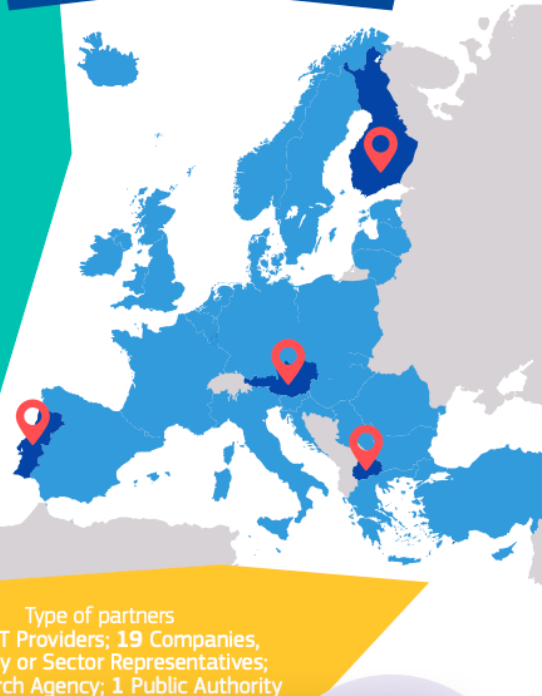 Type of partners
T Providers; 19 Companies,
y or Sector Representatives;
rch Agency; 1 Public Authority